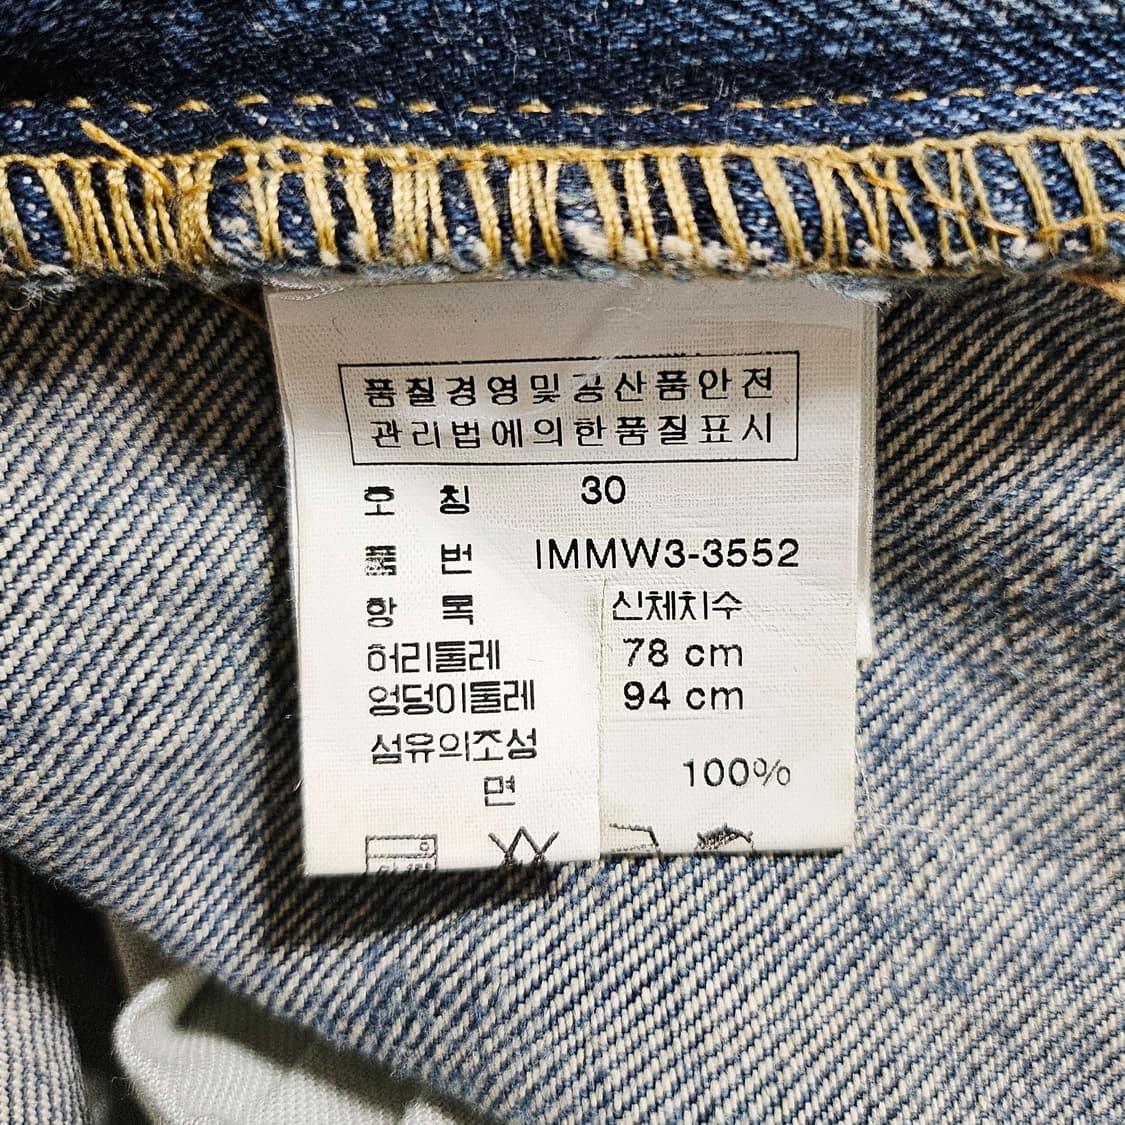 품질경영및공산품안전
관리법에의한품질표시
호 칭 30
품 번 IMMW3-3552
항 목 신체치수
허리둘레 78 cm
엉덩이둘레 94 cm
섬유의조성
면 100%